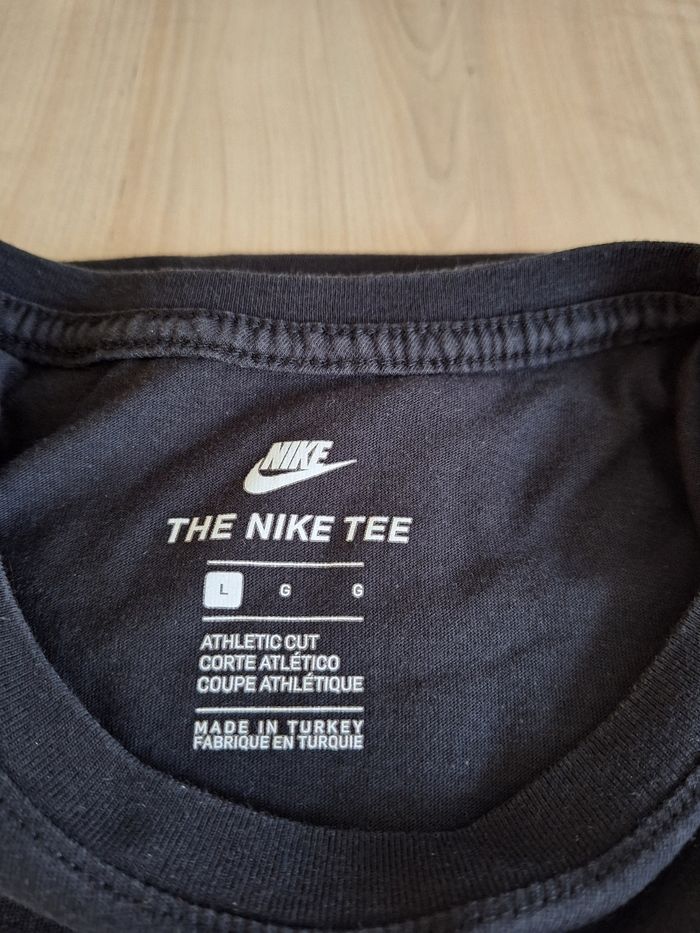 NIKE
THE NIKE TEE
L G G
ATHLETIC CUT
CORTE ATLÉTICO
COUPE ATHLÉTIQUE
MADE IN TURKEY
FABRIQUE EN TURQUIE